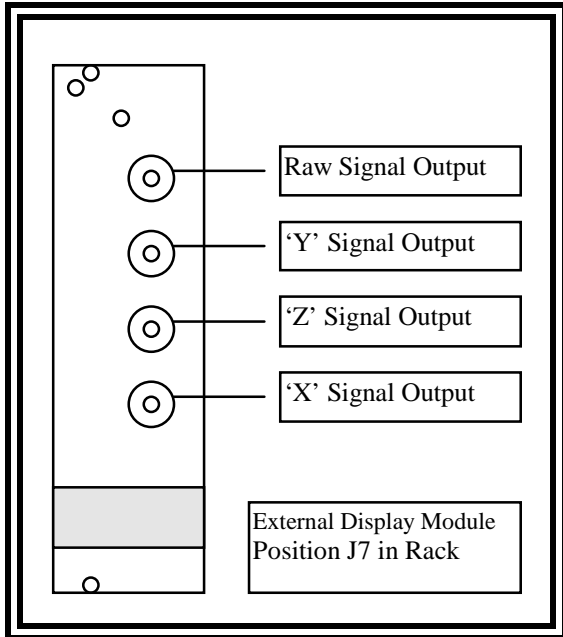 Raw Signal Output
‘Y’ Signal Output
‘Z’ Signal Output
‘X’ Signal Output
External Display Module
Position J7 in Rack